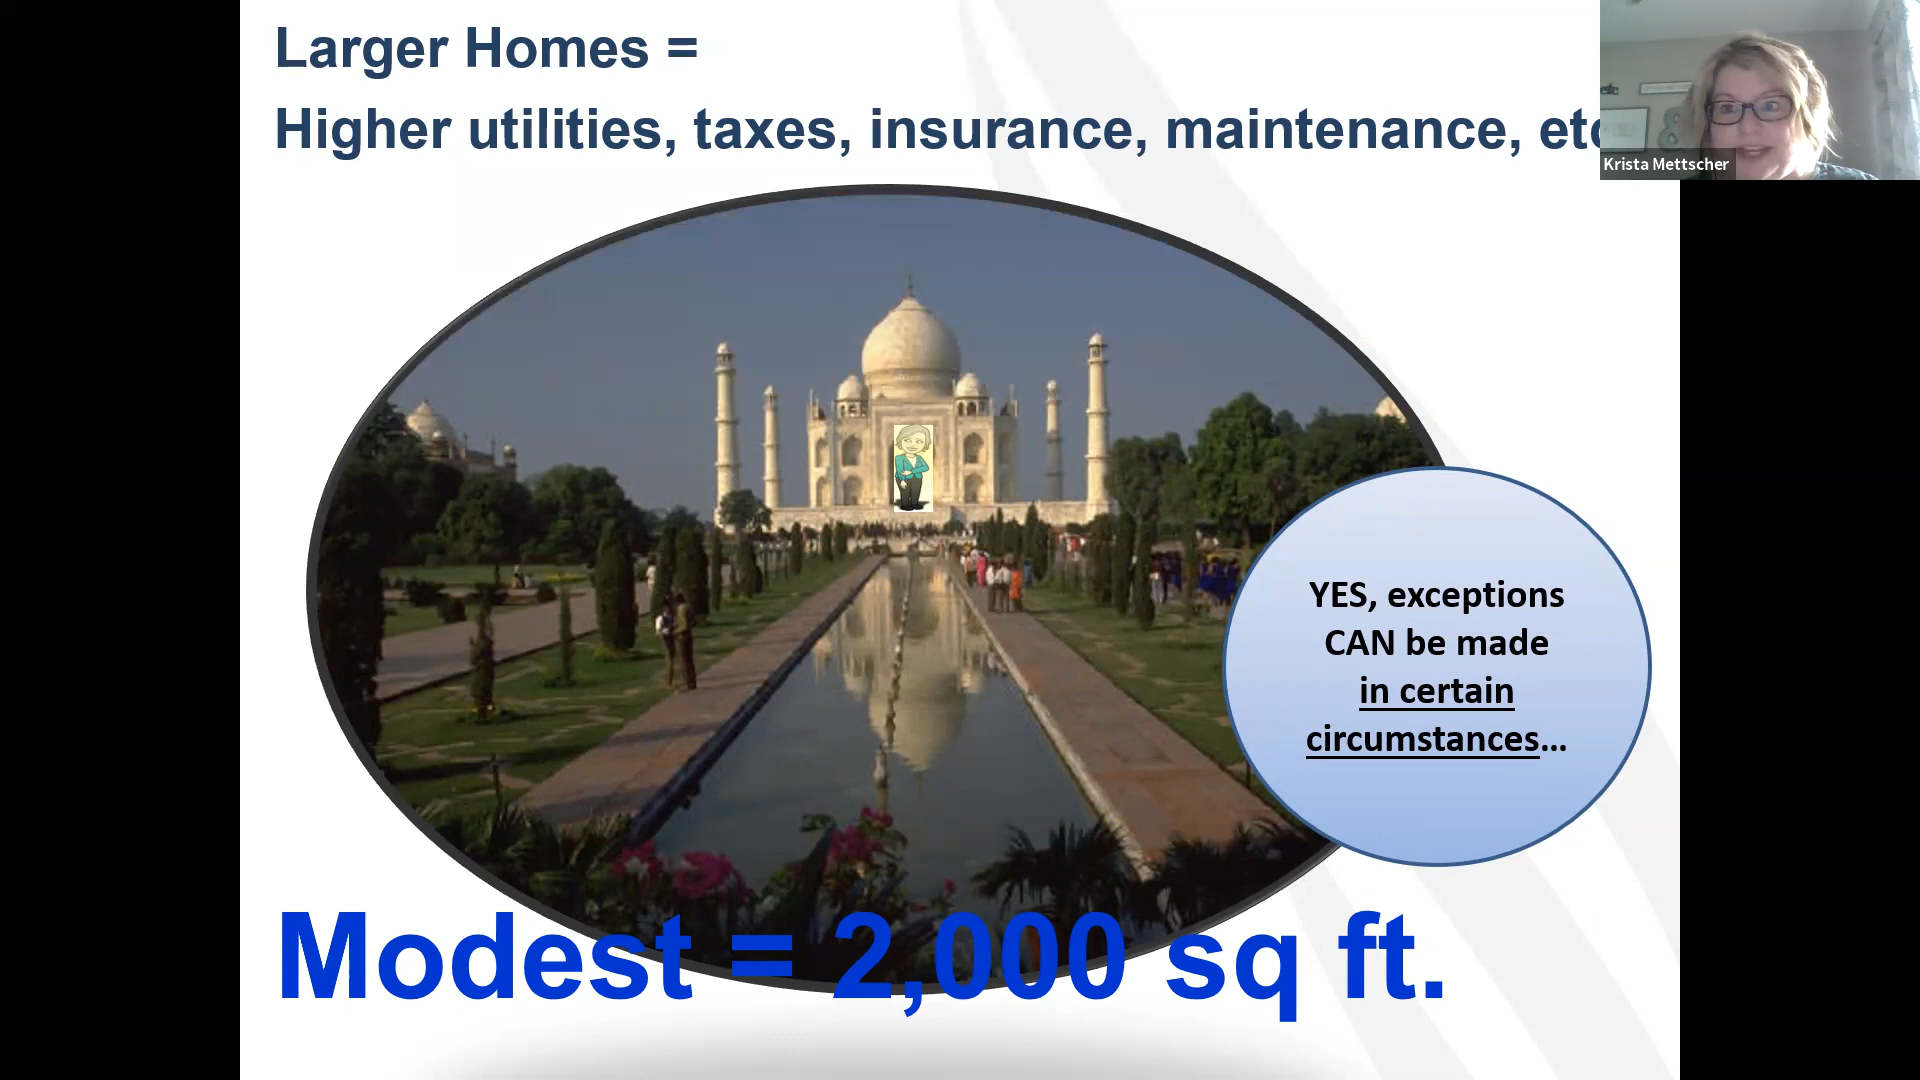 Larger Homes =
Higher utilities, taxes, insurance, maintenance, etc
Krista Mettscher
YES, exceptions
CAN be made
in certain
circumstances...
Modest = 2,000 sq ft.